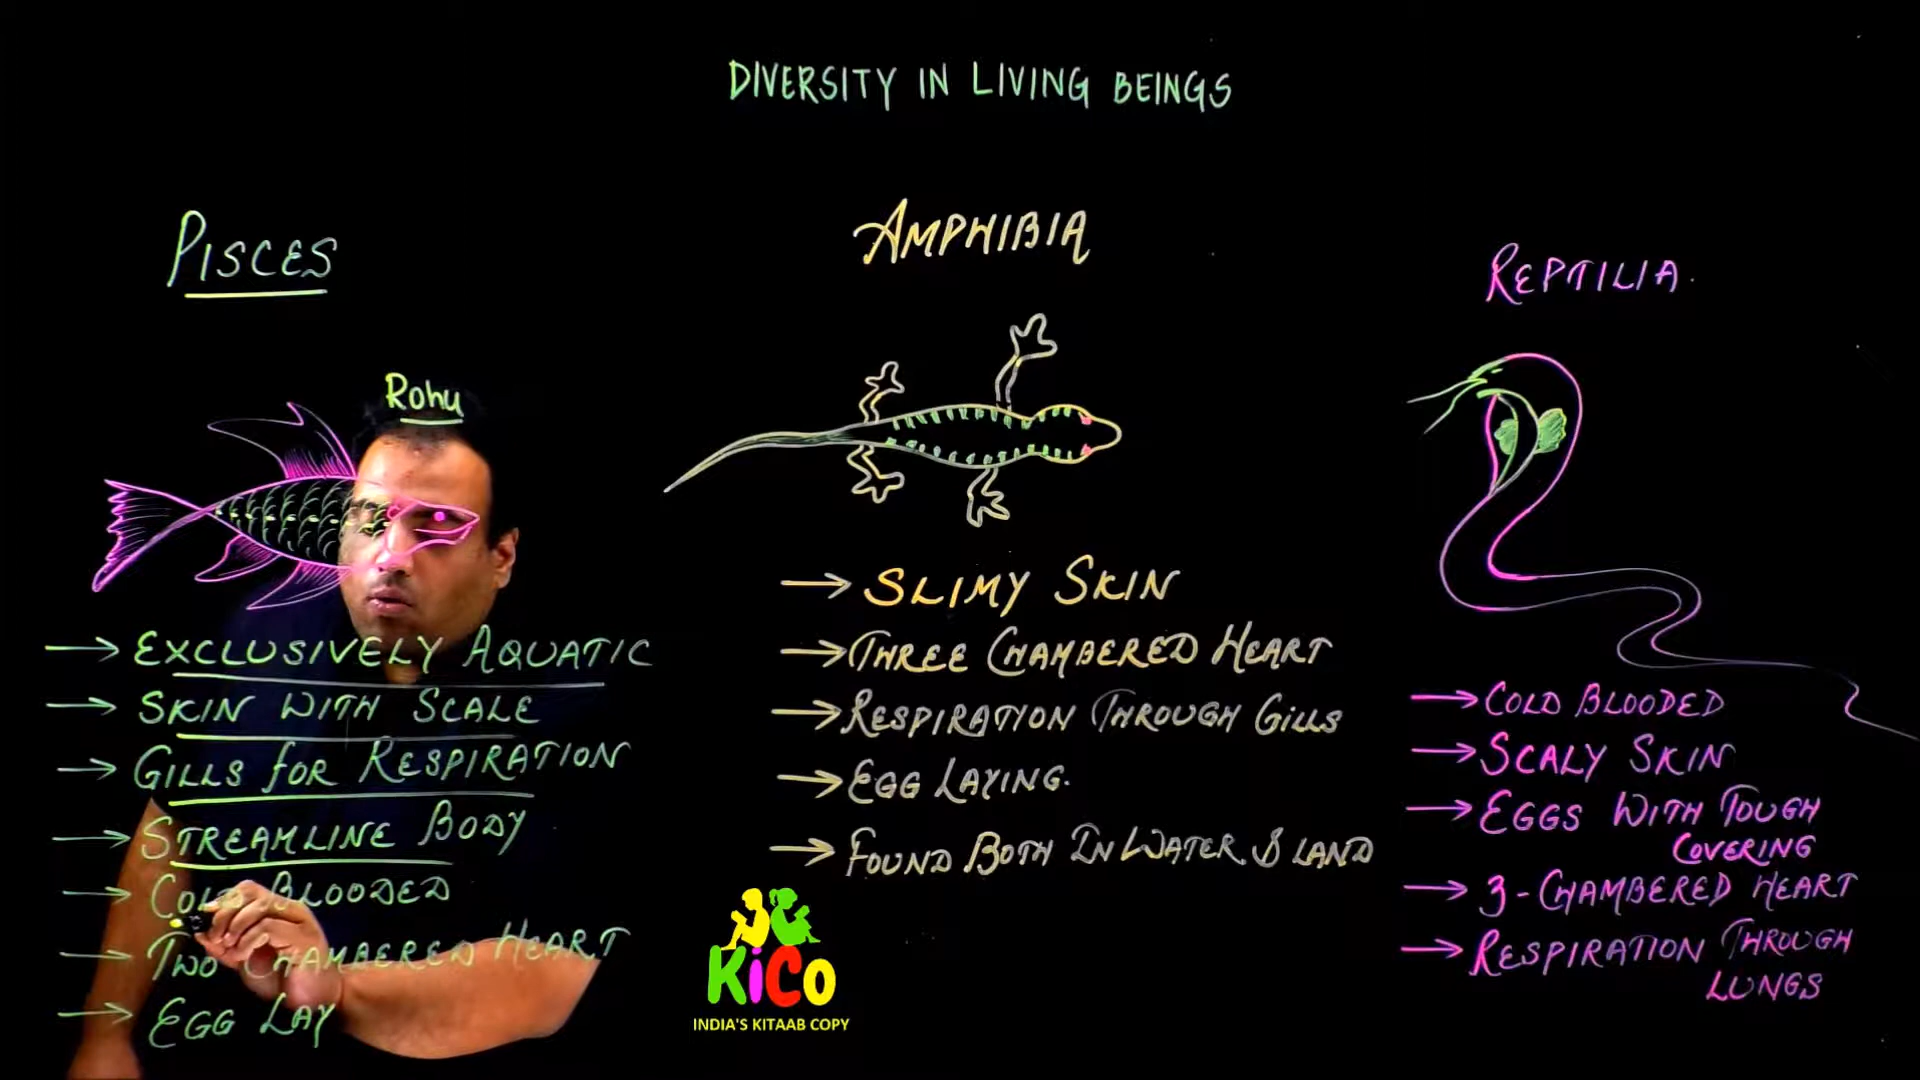 DIVERSITY IN LIVING BEINGS
PISCES
Rohu
→ EXCLUSIVELY AQUATIC
→ SKIN WITH SCALE
→ GILLS FOR RESPIRATION
→ STREAMLINE BODY
→ COLD BLOODED
→ TWO CHAMBERED HEART
→ EGG LAY
AMPHIBIA
→ SLIMY SKIN
→ THREE CHAMBERED HEART
→ RESPIRATION THROUGH GILLS
→ EGG LAYING.
→ FOUND BOTH IN WATER & LAND
KiCo
INDIA'S KITAAB COPY
REPTILIA.
→ COLD BLOODED
→ SCALY SKIN
→ EGGS WITH TOUGH
COVERING
→ 3-CHAMBERED HEART
→ RESPIRATION THROUGH
LUNGS